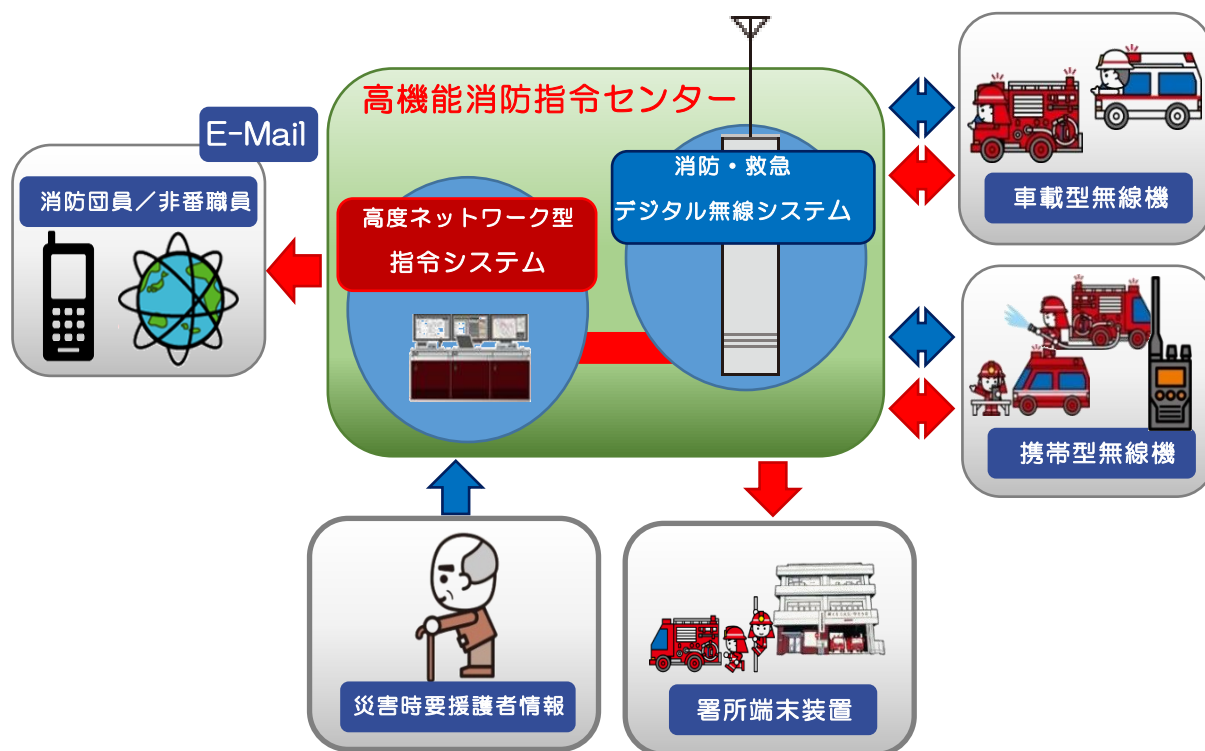 高機能消防指令センター
E-Mail
消防団員／非番職員
高度ネットワーク型
指令システム
消防・救急
デジタル無線システム
車載型無線機
携帯型無線機
災害時要援護者情報
署所端末装置